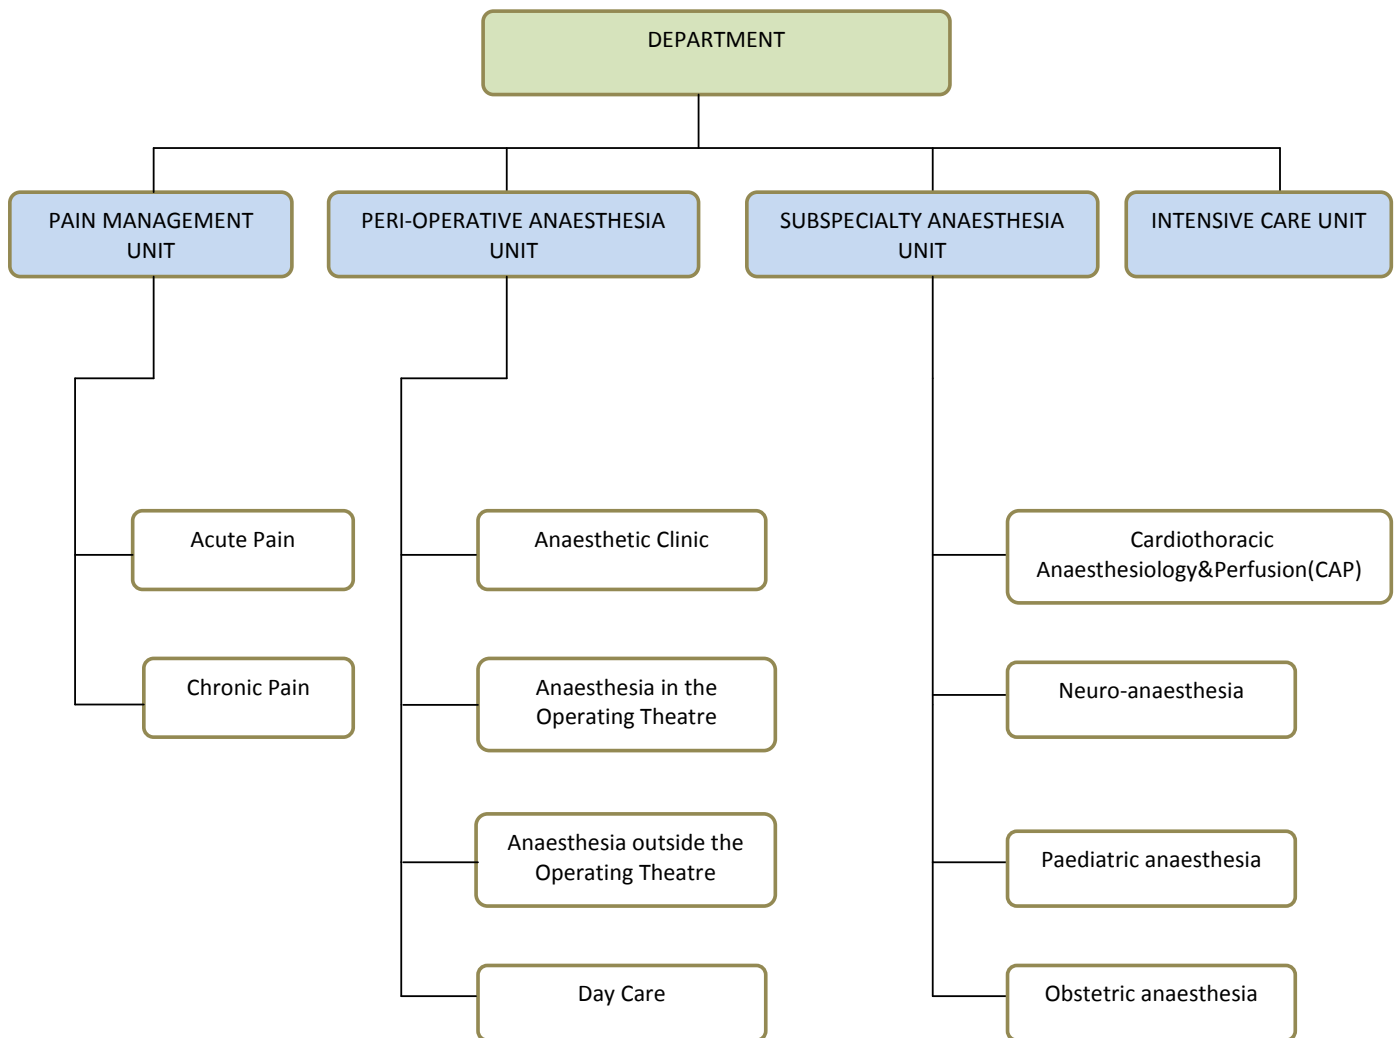 DEPARTMENT
PAIN MANAGEMENT
UNIT
PERI-OPERATIVE ANAESTHESIA
UNIT
SUBSPECIALTY ANAESTHESIA
UNIT
INTENSIVE CARE UNIT
Acute Pain
Chronic Pain
Anaesthetic Clinic
Anaesthesia in the
Operating Theatre
Anaesthesia outside the
Operating Theatre
Day Care
Cardiothoracic
Anaesthesiology&Perfusion(CAP)
Neuro-anaesthesia
Paediatric anaesthesia
Obstetric anaesthesia